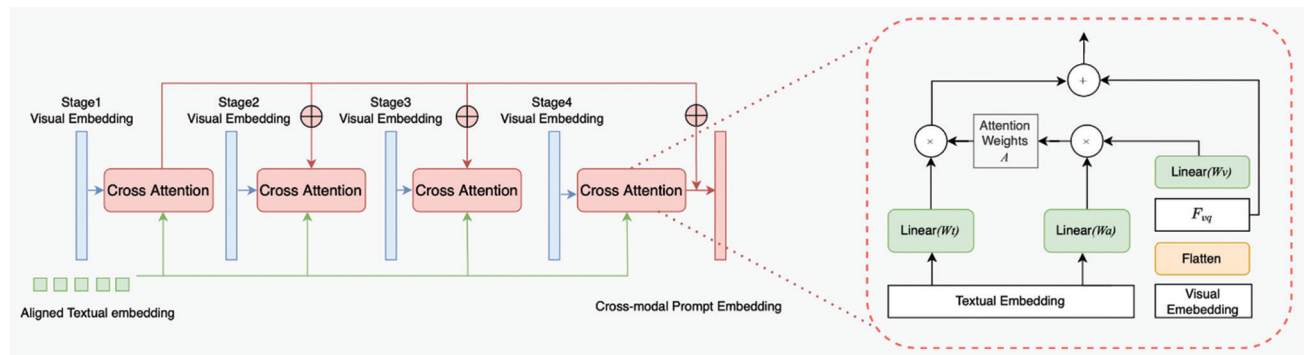 Stage1
Visual Embedding
Stage2
Visual Embedding
Stage3
Visual Embedding
Stage4
Visual Embedding
Cross Attention
Cross Attention
Cross Attention
Cross Attention
Aligned Textual embedding
Cross-modal Prompt Embedding
+
×
Attention
Weights
A
×
Linear(Wv)
F_{vq}
Linear(Wt)
Linear(Wa)
Flatten
Textual Embedding
Visual
Emebedding